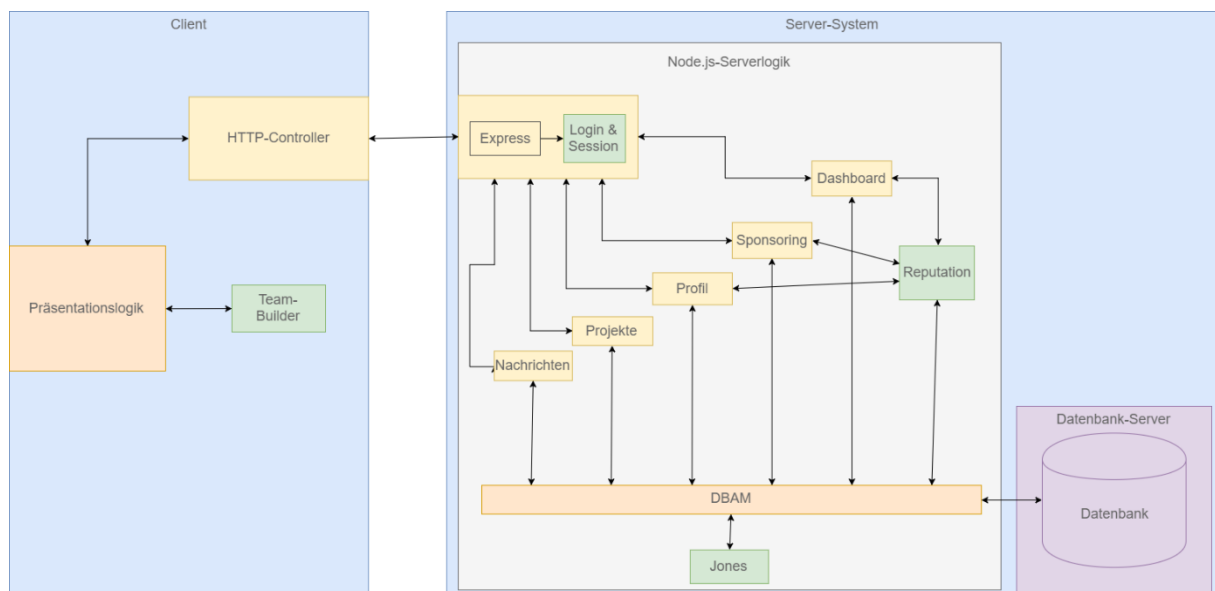 Client
Server-System
Node.js-Serverlogik
HTTP-Controller
Express
Login &
Session
Dashboard
Sponsoring
Reputation
Profil
Präsentationslogik
Team-
Builder
Projekte
Nachrichten
Datenbank-Server
DBAM
Datenbank
Jones